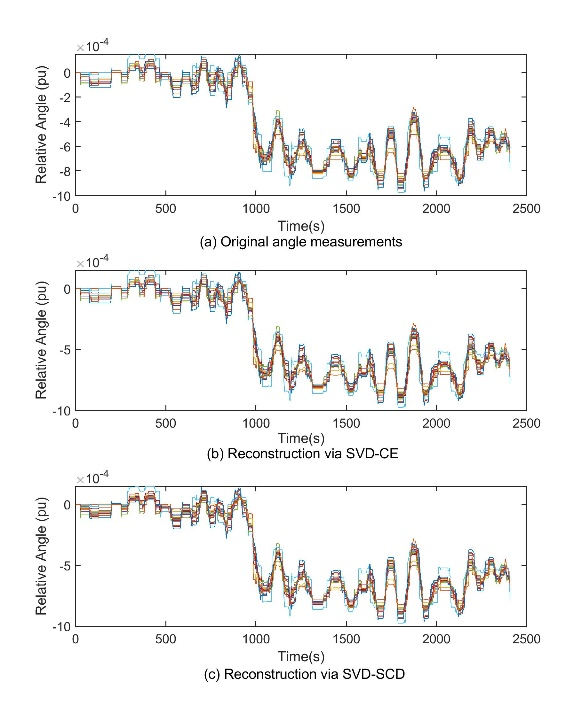 ×10⁻⁴
0
-2
-4
-6
-8
-10
Relative Angle (pu)
0 500 1000 1500 2000 2500
Time(s)
(a) Original angle measurements
×10⁻⁴
0
-5
-10
Relative Angle (pu)
0 500 1000 1500 2000 2500
Time(s)
(b) Reconstruction via SVD-CE
×10⁻⁴
0
-5
-10
Relative Angle (pu)
0 500 1000 1500 2000 2500
Time(s)
(c) Reconstruction via SVD-SCD